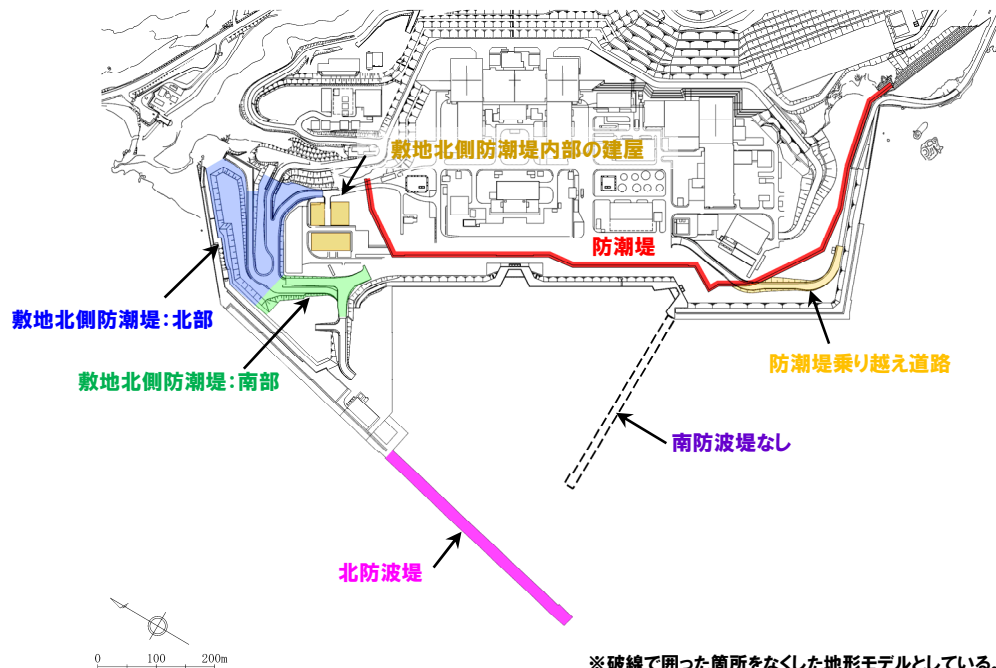 敷地北側防潮堤内部の建屋
防潮堤
敷地北側防潮堤：北部
防潮堤乗り越え道路
敷地北側防潮堤：南部
南防波堤なし
北防波堤
0 100 200m
※破線で囲った箇所をなくした地形モデルとしている。